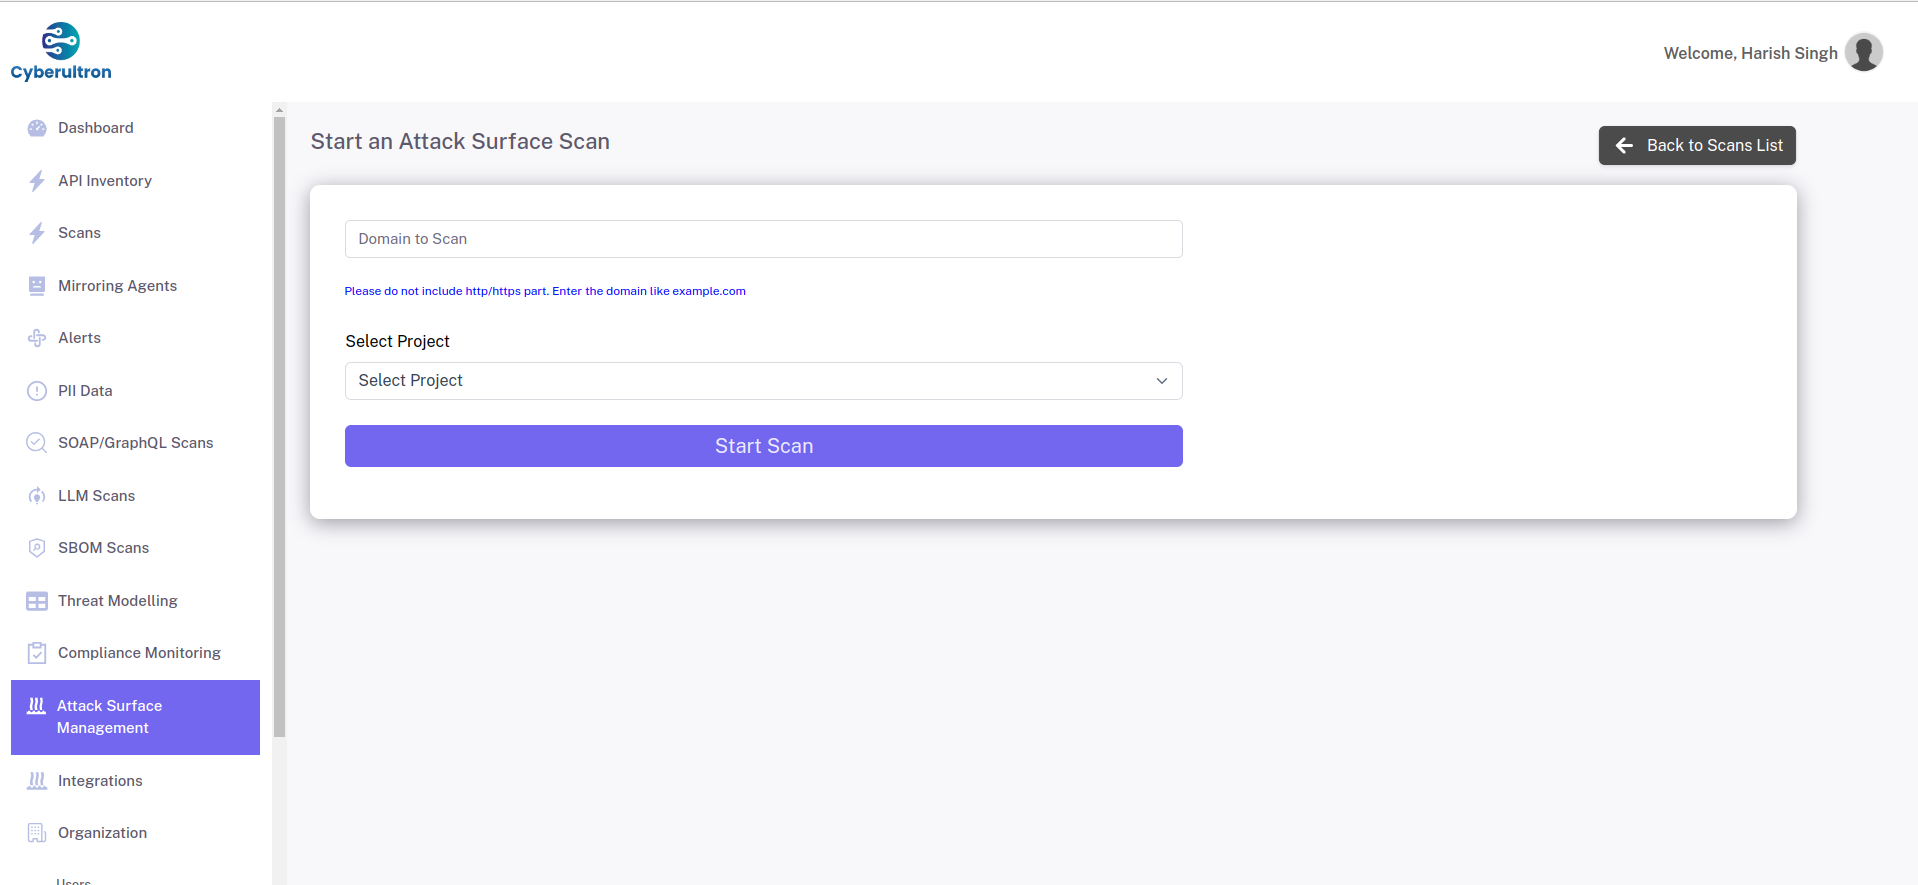 Cyberultron
Welcome, Harish Singh
Dashboard
API Inventory
Scans
Mirroring Agents
Alerts
PII Data
SOAP/GraphQL Scans
LLM Scans
SBOM Scans
Threat Modelling
Compliance Monitoring
Attack Surface
Management
Integrations
Organization
Users
Start an Attack Surface Scan
Back to Scans List
Domain to Scan
Please do not include http/https part. Enter the domain like example.com
Select Project
Select Project
Start Scan